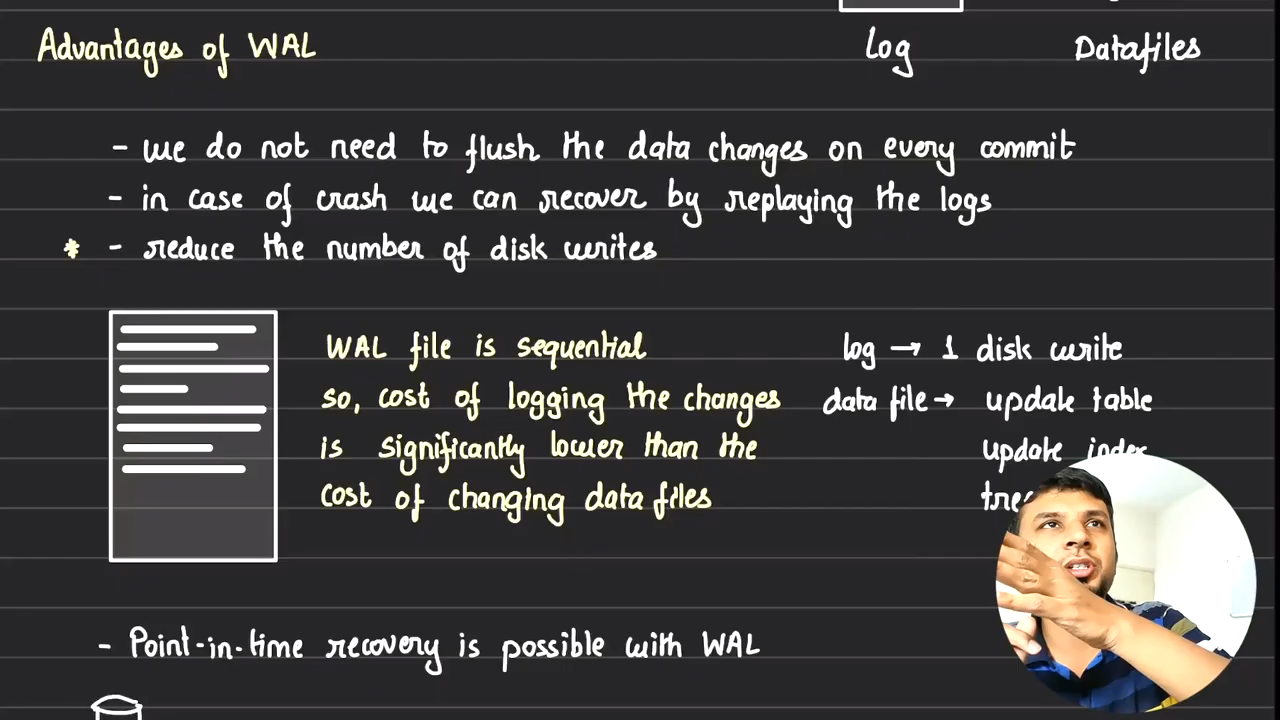 Advantages of WAL
Log
Datafiles
- we do not need to flush the data changes on every commit
- in case of crash we can recover by replaying the logs
* - reduce the number of disk writes
WAL file is sequential
so, cost of logging the changes
is significantly lower than the
cost of changing data files
log → 1 disk write
data file → update table
update index
- Point-in-time recovery is possible with WAL